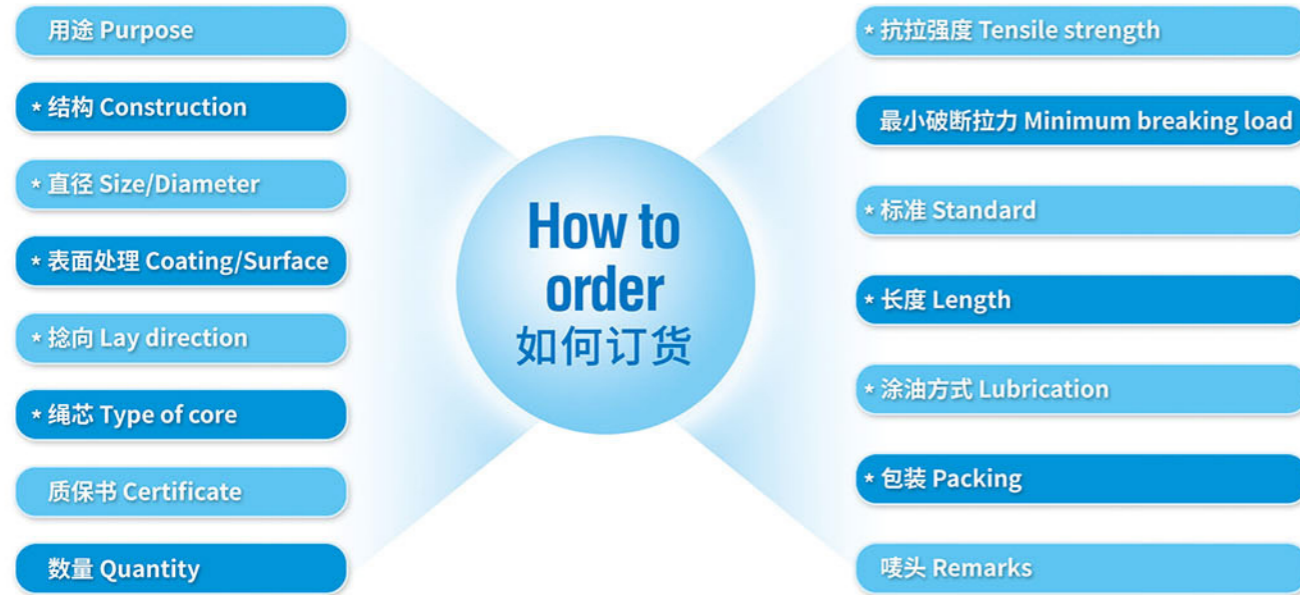 用途 Purpose
* 结构 Construction
* 直径 Size/Diameter
* 表面处理 Coating/Surface
* 捻向 Lay direction
* 绳芯 Type of core
质保书 Certificate
数量 Quantity
How to
order
如何订货
* 抗拉强度 Tensile strength
最小破断拉力 Minimum breaking load
* 标准 Standard
* 长度 Length
* 涂油方式 Lubrication
* 包装 Packing
唛头 Remarks